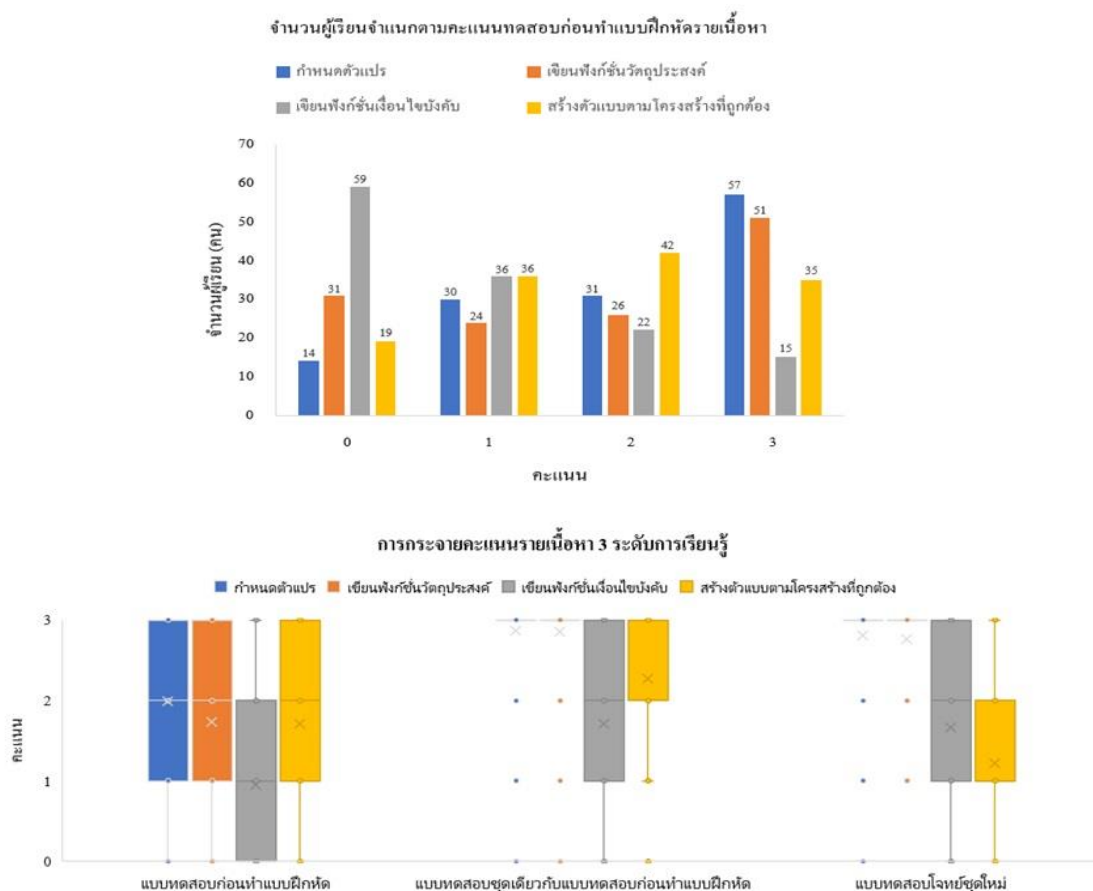 จำนวนผู้เรียนจำแนกตามคะแนนทดสอบก่อนทำแบบฝึกหัดรายเนื้อหา
กำหนดตัวแปร เขียนฟังก์ชั่นวัตถุประสงค์
เขียนฟังก์ชั่นเงื่อนไขบังคับ สร้างตัวแบบตามโครงสร้างที่ถูกต้อง
จำนวนผู้เรียน (คน)
70
60
50
40
30
20
10
0
14 31 59 19
30 24 36 36
31 26 22 42
57 51 15 35
0 1 2 3
คะแนน
การกระจายคะแนนรายเนื้อหา 3 ระดับการเรียนรู้
กำหนดตัวแปร เขียนฟังก์ชั่นวัตถุประสงค์ เขียนฟังก์ชั่นเงื่อนไขบังคับ สร้างตัวแบบตามโครงสร้างที่ถูกต้อง
คะแนน
3
2
1
0
แบบทดสอบก่อนทำแบบฝึกหัด แบบทดสอบชุดเดียวกับแบบทดสอบก่อนทำแบบฝึกหัด แบบทดสอบโจทย์ชุดใหม่